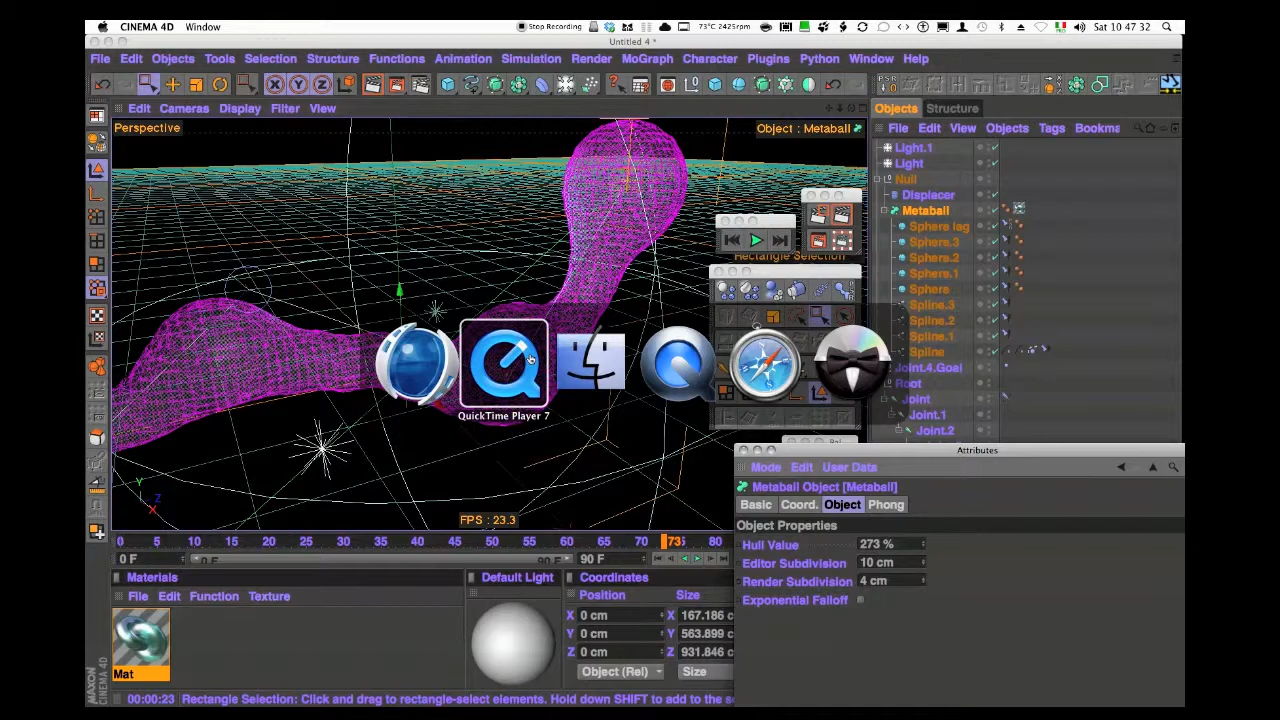 CINEMA 4D Window
Stop Recording
73°C 2425rpm
Sat 10 47 32
Untitled 4 *
File Edit Objects Tools Selection Structure Functions Animation Simulation Render MoGraph Character Plugins Python Window Help
X Y Z
PSR
Edit Cameras Display Filter View
Objects Structure
Perspective
Object : Metaball
File Edit View Objects Tags Bookma
Light.1
Light
Null
Displacer
Metaball
Sphere lag
Sphere.3
Sphere.2
Sphere.1
Sphere
Spline.3
Spline.2
Spline.1
Spline
Joint.4.Goal
Root
Joint
Joint.1
Joint.2
Rectangle Selection
QuickTime Player 7
Y
Z
X
FPS : 23.3
Attributes
Mode Edit User Data
Metaball Object [Metaball]
Basic Coord. Object Phong
Object Properties
Hull Value 273 %
Editor Subdivision 10 cm
Render Subdivision 4 cm
Exponential Falloff
0 5 10 15 20 25 30 35 40 45 50 55 60 65 70 73 80
0 F 0 F 90 F 90 F
Materials
File Edit Function Texture
Mat
Default Light
Coordinates
Position Size
X 0 cm X 167.186 c
Y 0 cm Y 563.899 c
Z 0 cm Z 931.846 c
Object (Rel) Size
MAXON CINEMA 4D
00:00:23 Rectangle Selection: Click and drag to rectangle-select elements. Hold down SHIFT to add to the se